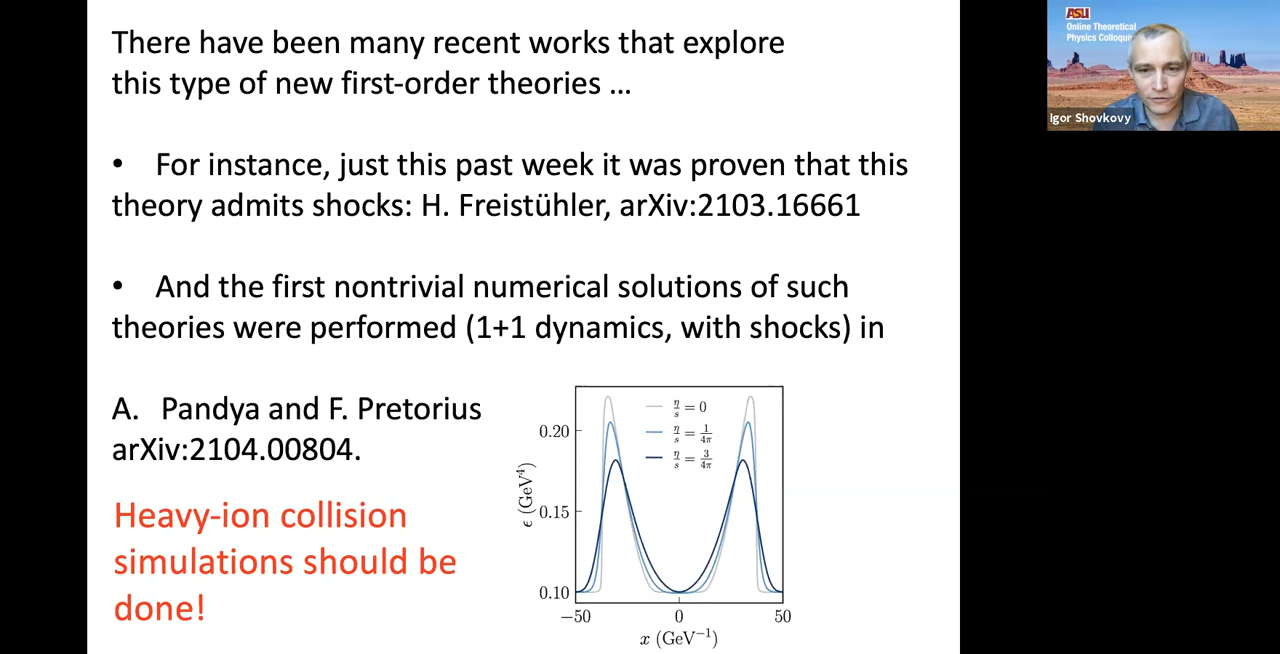 There have been many recent works that explore
this type of new first-order theories ...
• For instance, just this past week it was proven that this
theory admits shocks: H. Freistühler, arXiv:2103.16661
• And the first nontrivial numerical solutions of such
theories were performed (1+1 dynamics, with shocks) in
A. Pandya and F. Pretorius
arXiv:2104.00804.
Heavy-ion collision
simulations should be
done!
η/s = 0
η/s = 1/4π
η/s = 3/4π
0.20
0.15
0.10
ϵ (GeV⁴)
−50 0 50
x (GeV⁻¹)
ASU
Online Theoretical
Physics Colloqui
Igor Shovkovy